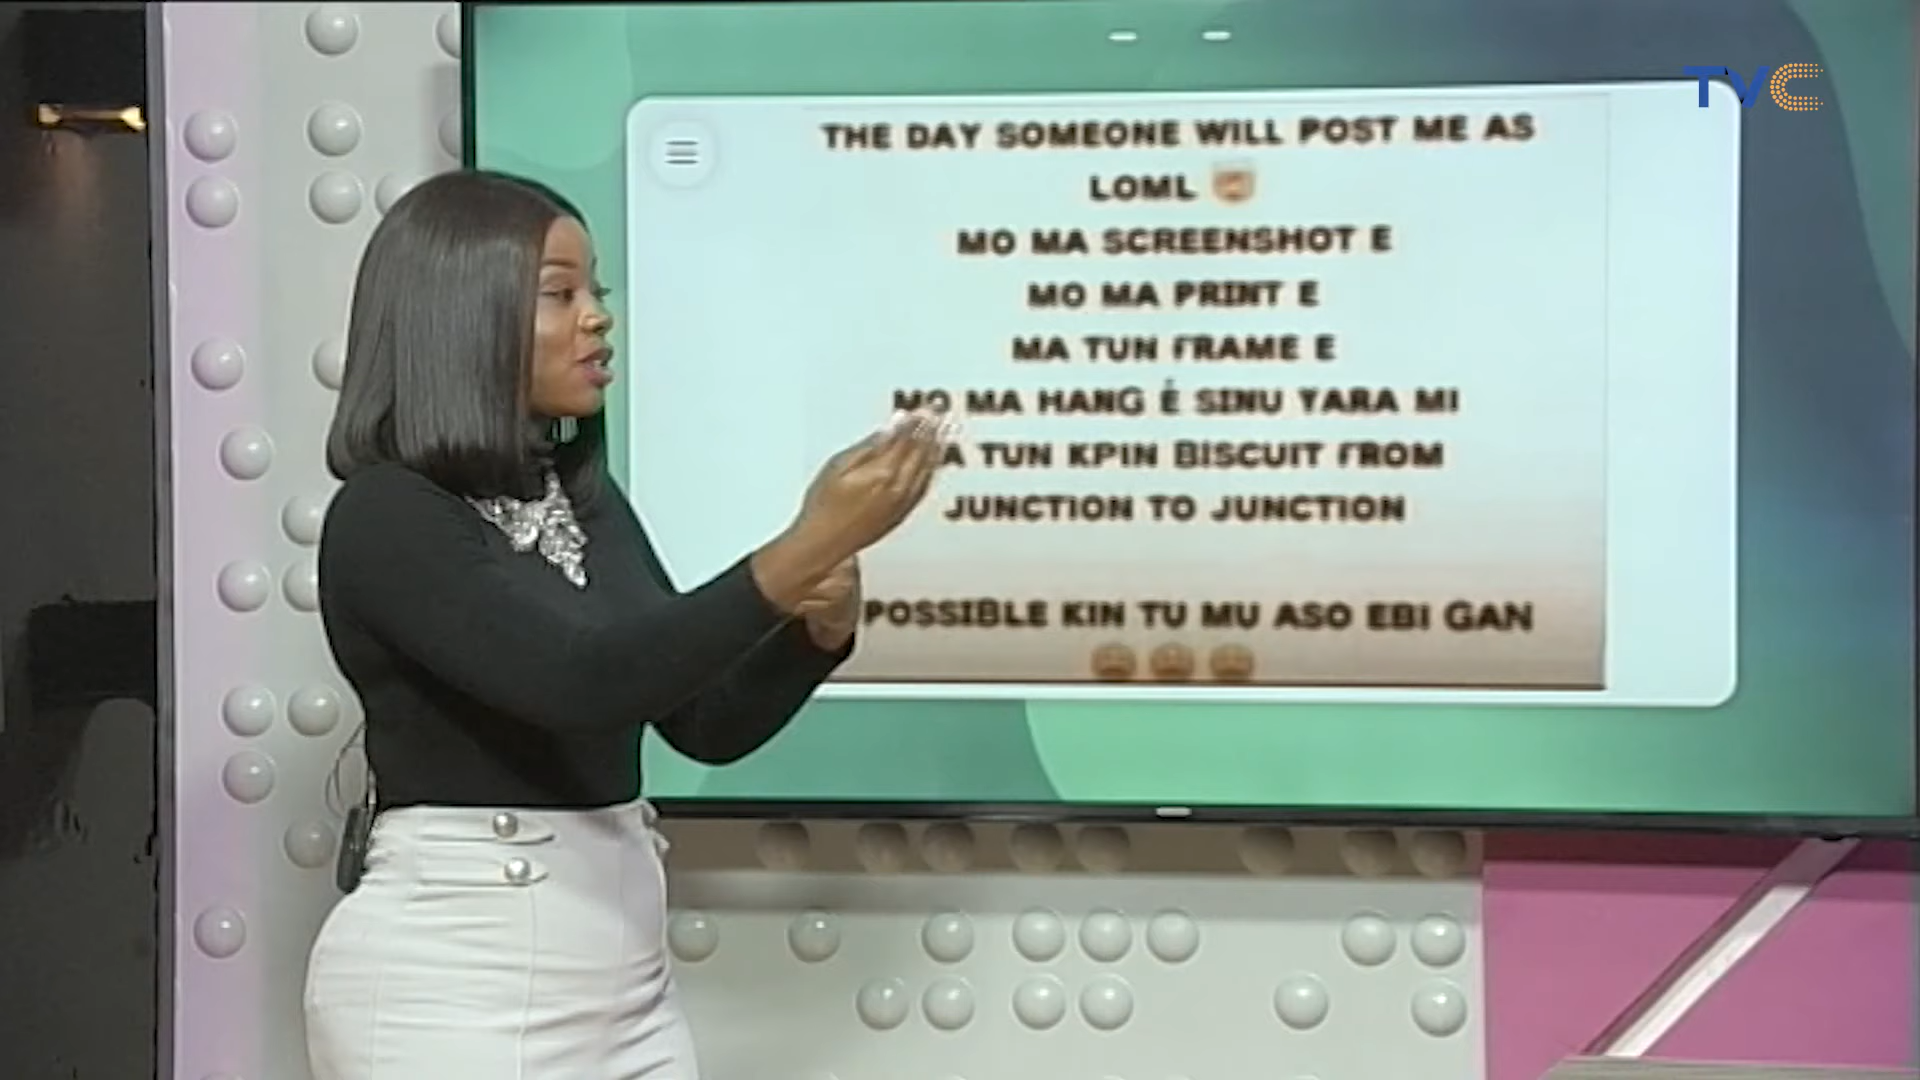 TVC
THE DAY SOMEONE WILL POST ME AS
LOML
MO MA SCREENSHOT E
MO MA PRINT E
MA TUN FRAME E
MO MA HANG É SINU YARA MI
TUN KPIN BISCUIT FROM
JUNCTION TO JUNCTION
POSSIBLE KIN TU MU ASO EBI GAN